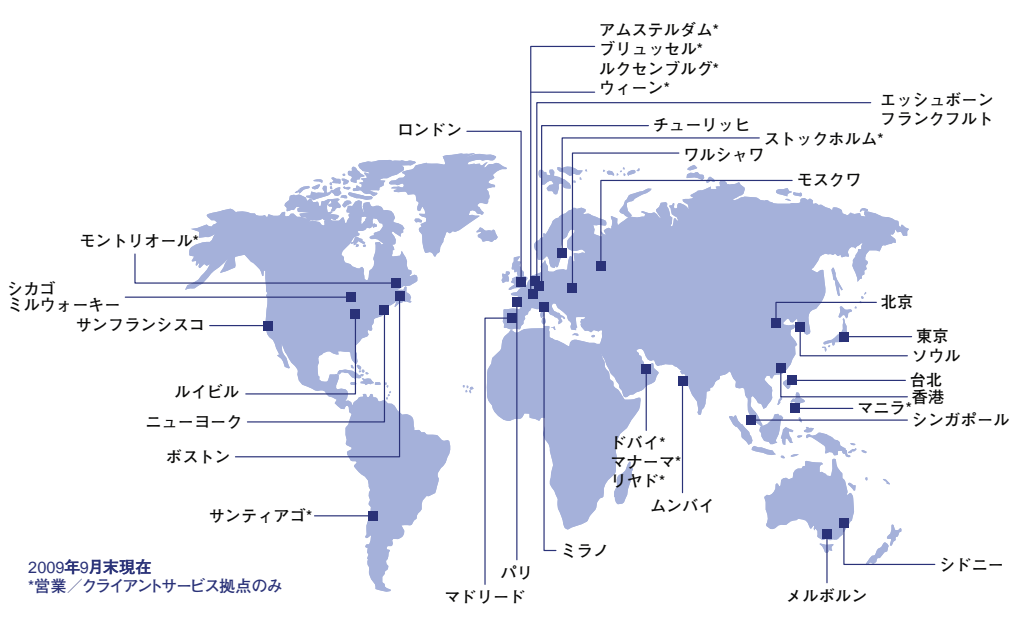 アムステルダム*
ブリュッセル*
ルクセンブルグ*
ウィーン*
エッシュボーン
フランクフルト
ロンドン
チューリッヒ
ストックホルム*
ワルシャワ
モスクワ
モントリオール*
シカゴ
ミルウォーキー
サンフランシスコ
北京
東京
ソウル
台北
香港
マニラ*
シンガポール
ルイビル
ニューヨーク
ボストン
ドバイ*
マナーマ*
リヤド*
ムンバイ
サンティアゴ*
ミラノ
パリ
マドリード
シドニー
メルボルン
2009年9月末現在
*営業／クライアントサービス拠点のみ